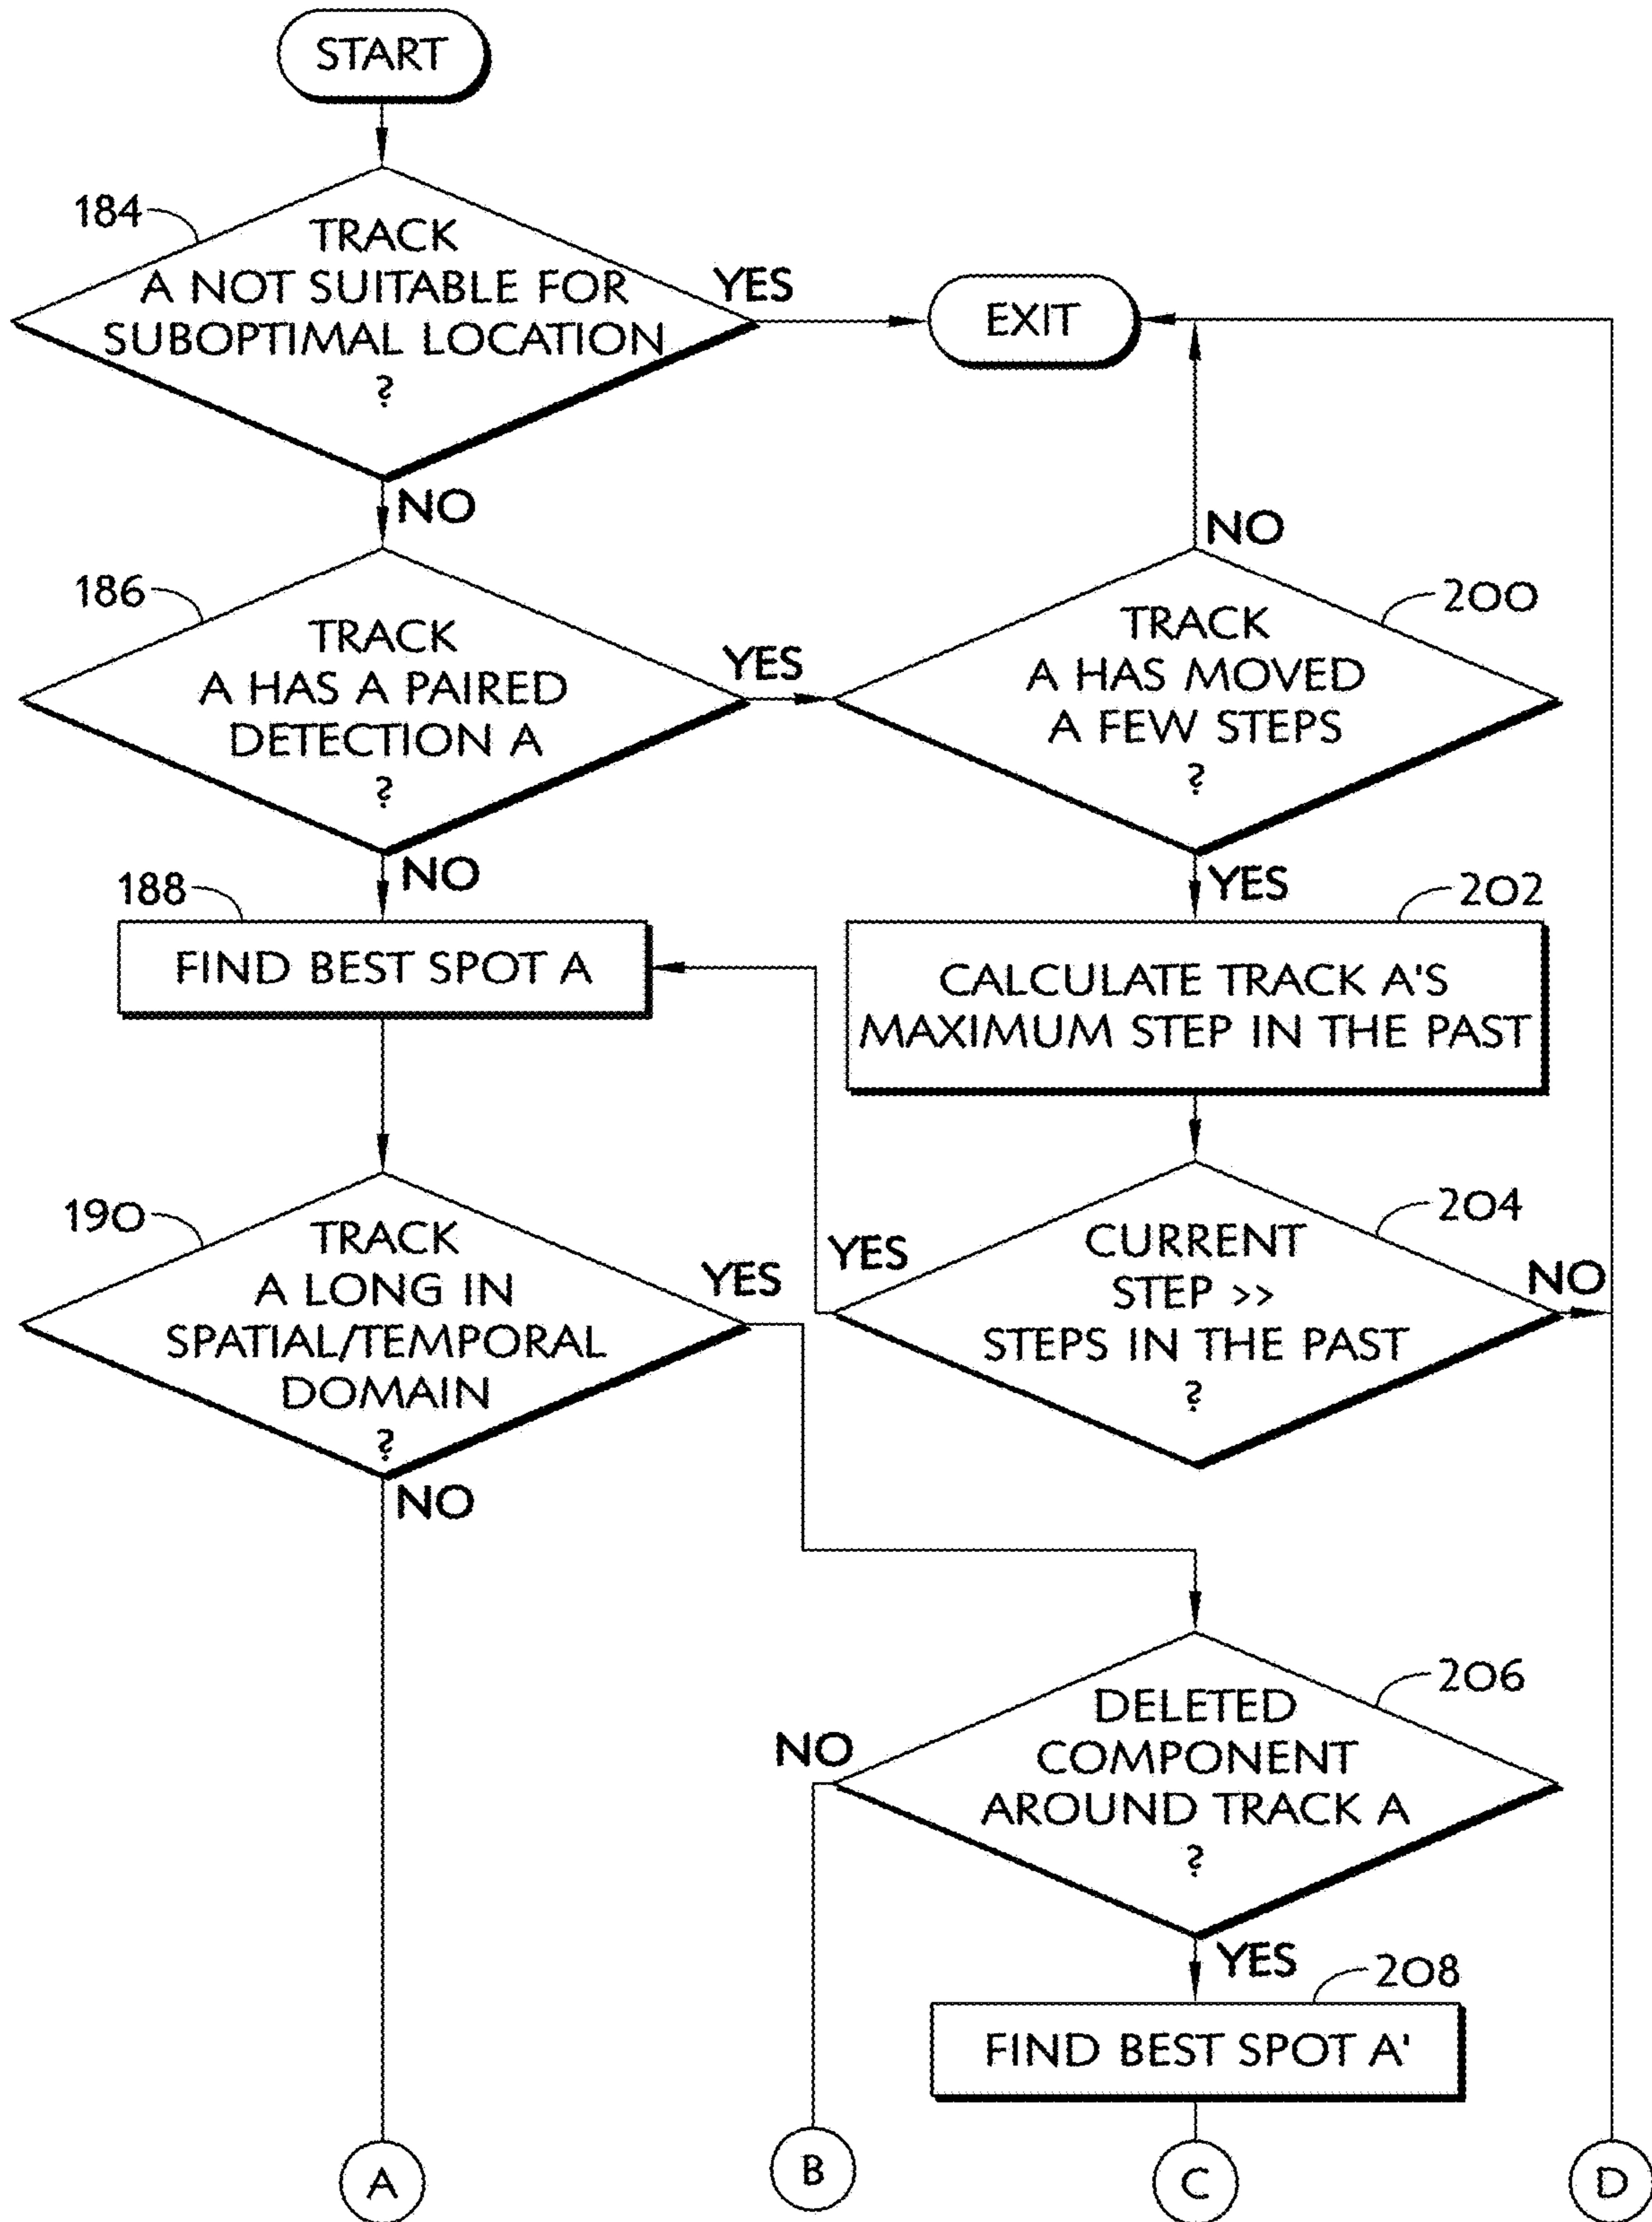 START
184
TRACK
A NOT SUITABLE FOR
SUBOPTIMAL LOCATION
?
YES
EXIT
NO
186
TRACK
A HAS A PAIRED
DETECTION A
?
YES
NO
200
TRACK
A HAS MOVED
A FEW STEPS
?
NO
YES
188
FIND BEST SPOT A
202
CALCULATE TRACK A'S
MAXIMUM STEP IN THE PAST
190
TRACK
A LONG IN
SPATIAL/TEMPORAL
DOMAIN
?
YES
NO
204
CURRENT
STEP >>
STEPS IN THE PAST
?
YES
NO
206
DELETED
COMPONENT
AROUND TRACK A
?
NO
YES
208
FIND BEST SPOT A'
A
B
C
D